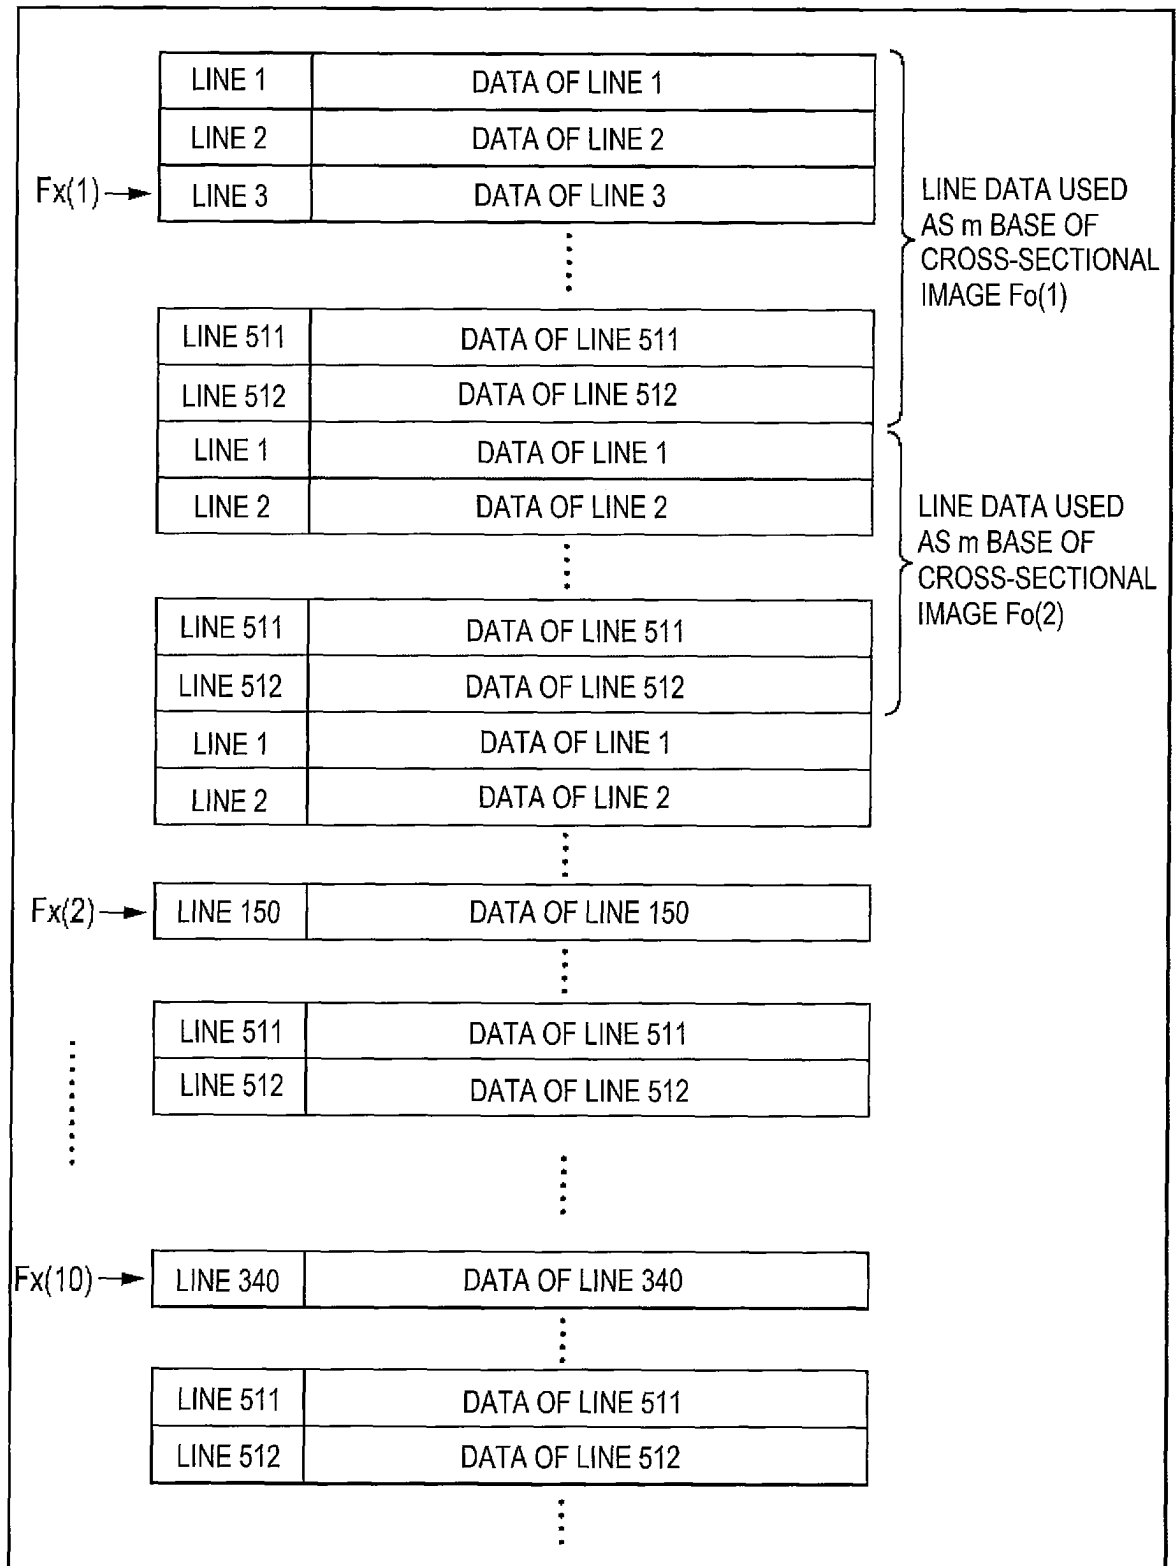 LINE 1 DATA OF LINE 1
LINE 2 DATA OF LINE 2
Fx(1) LINE 3 DATA OF LINE 3
LINE DATA USED
AS m BASE OF
CROSS-SECTIONAL
IMAGE Fo(1)
LINE 511 DATA OF LINE 511
LINE 512 DATA OF LINE 512
LINE 1 DATA OF LINE 1
LINE 2 DATA OF LINE 2
LINE DATA USED
AS m BASE OF
CROSS-SECTIONAL
IMAGE Fo(2)
LINE 511 DATA OF LINE 511
LINE 512 DATA OF LINE 512
LINE 1 DATA OF LINE 1
LINE 2 DATA OF LINE 2
Fx(2) LINE 150 DATA OF LINE 150
LINE 511 DATA OF LINE 511
LINE 512 DATA OF LINE 512
Fx(10) LINE 340 DATA OF LINE 340
LINE 511 DATA OF LINE 511
LINE 512 DATA OF LINE 512